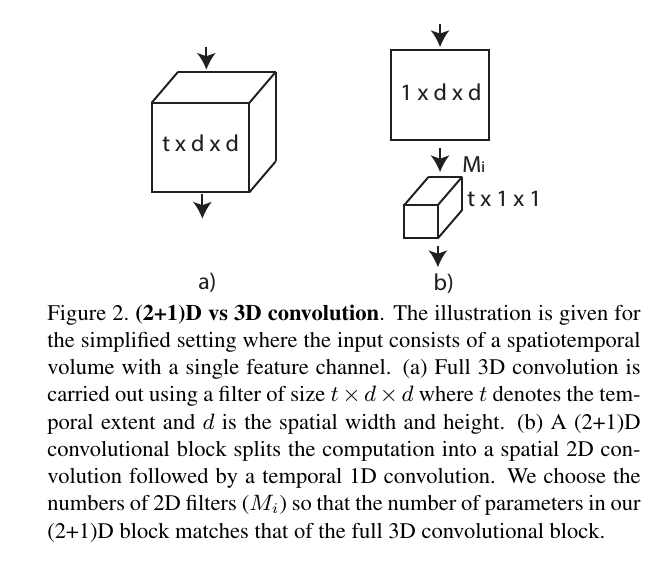 t x d x d
1 x d x d
Mi
t x 1 x 1
a)
b)
Figure 2. (2+1)D vs 3D convolution. The illustration is given for
the simplified setting where the input consists of a spatiotemporal
volume with a single feature channel. (a) Full 3D convolution is
carried out using a filter of size t × d × d where t denotes the tem-
poral extent and d is the spatial width and height. (b) A (2+1)D
convolutional block splits the computation into a spatial 2D con-
volution followed by a temporal 1D convolution. We choose the
numbers of 2D filters (Mi) so that the number of parameters in our
(2+1)D block matches that of the full 3D convolutional block.